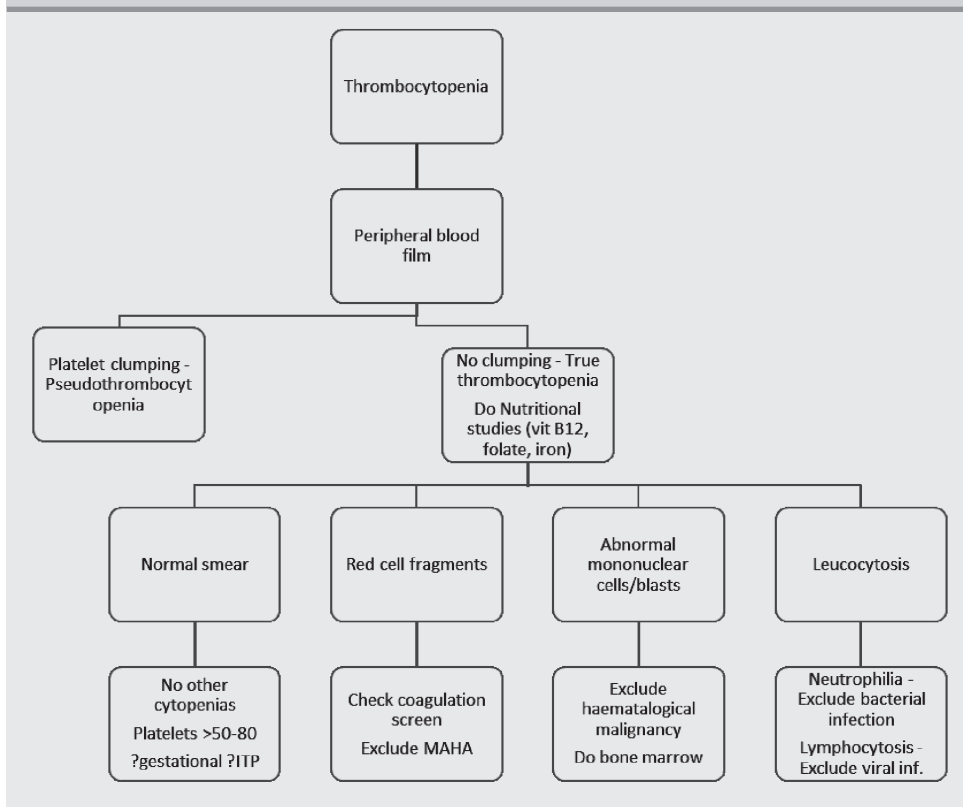 Thrombocytopenia
Peripheral blood
film
Platelet clumping -
Pseudothrombocyt
openia
No clumping - True
thrombocytopenia
Do Nutritional
studies (vit B12,
folate, iron)
Normal smear
Red cell fragments
Abnormal
mononuclear
cells/blasts
Leucocytosis
No other
cytopenias
Platelets >50-80
?gestational ?ITP
Check coagulation
screen
Exclude MAHA
Exclude
haematalogical
malignancy
Do bone marrow
Neutrophilia -
Exclude bacterial
infection
Lymphocytosis -
Exclude viral inf.